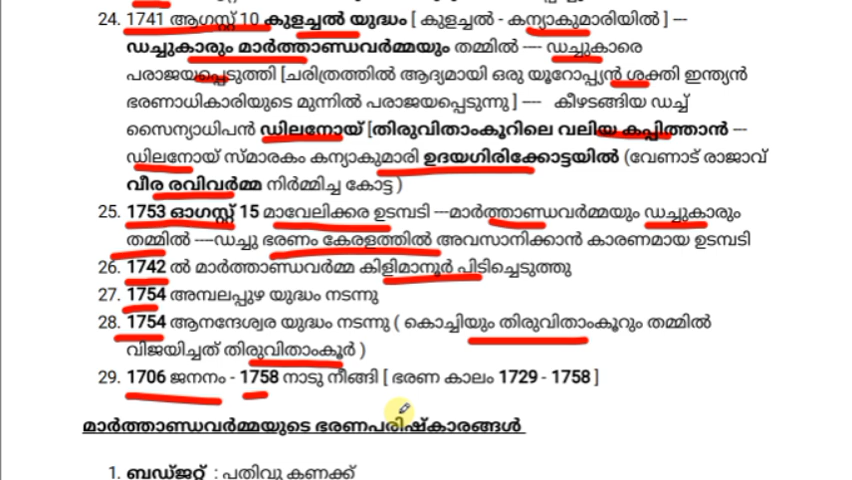 24. 1741 ആഗസ്റ്റ് 10 കുളച്ചൽ യുദ്ധം [ കുളച്ചൽ - കന്യാകുമാരിയിൽ ] ---
ഡച്ചുകാരും മാർത്താണ്ഡവർമ്മയും തമ്മിൽ ---- ഡച്ചുകാരെ
പരാജയപ്പെടുത്തി [ചരിത്രത്തിൽ ആദ്യമായി ഒരു യൂറോപ്യൻ ശക്തി ഇന്ത്യൻ
ഭരണാധികാരിയുടെ മുന്നിൽ പരാജയപ്പെടുന്നു ] ---- കീഴടങ്ങിയ ഡച്ച്
സൈന്യാധിപൻ ഡിലനോയ് [തിരുവിതാംകൂറിലെ വലിയ കപ്പിത്താൻ ---
ഡിലനോയ് സ്മാരകം കന്യാകുമാരി ഉദയഗിരിക്കോട്ടയിൽ (വേണാട് രാജാവ്
വീര രവിവർമ്മ നിർമ്മിച്ച കോട്ട )
25. 1753 ഓഗസ്റ്റ് 15 മാവേലിക്കര ഉടമ്പടി ---മാർത്താണ്ഡവർമ്മയും ഡച്ചുകാരും
തമ്മിൽ ----ഡച്ചു ഭരണം കേരളത്തിൽ അവസാനിക്കാൻ കാരണമായ ഉടമ്പടി
26. 1742 ൽ മാർത്താണ്ഡവർമ്മ കിളിമാനൂർ പിടിച്ചെടുത്തു
27. 1754 അമ്പലപ്പുഴ യുദ്ധം നടന്നു
28. 1754 ആനന്ദേശ്വര യുദ്ധം നടന്നു ( കൊച്ചിയും തിരുവിതാംകൂറും തമ്മിൽ
വിജയിച്ചത് തിരുവിതാംകൂർ )
29. 1706 ജനനം - 1758 നാടു നീങ്ങി [ ഭരണ കാലം 1729 - 1758 ]
മാർത്താണ്ഡവർമ്മയുടെ ഭരണപരിഷ്കാരങ്ങൾ
1. ബഡ്ജറ്റ് : പതിവു കണക്ക്